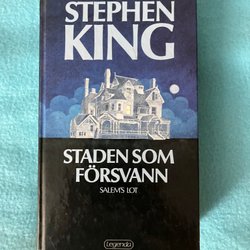 STEPHEN
KING
STADEN SOM
FÖRSVANN
SALEM'S LOT
Legenda